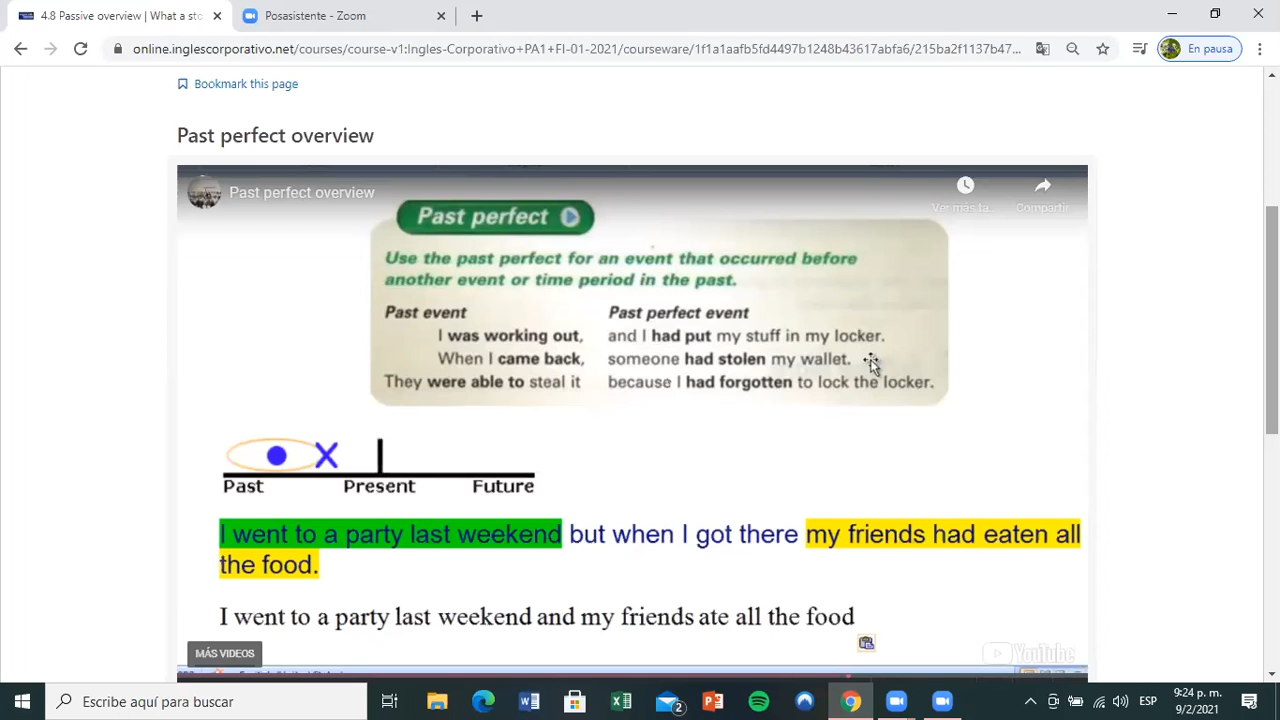 4.8 Passive overview | What a sto
Posasistente - Zoom
online.inglescorporativo.net/courses/course-v1:Ingles-Corporativo+PA1+FI-01-2021/courseware/1f1a1aafb5fd4497b1248b43617abfa6/215ba2f1137b47...
En pausa
Bookmark this page
Past perfect overview
Past perfect overview
Ver más ta...
Compartir
Past perfect
Use the past perfect for an event that occurred before
another event or time period in the past.
Past event Past perfect event
I was working out, and I had put my stuff in my locker.
When I came back, someone had stolen my wallet.
They were able to steal it because I had forgotten to lock the locker.
X
Past Present Future
I went to a party last weekend but when I got there my friends had eaten all
the food.
I went to a party last weekend and my friends ate all the food
MÁS VIDEOS
YouTube
Escribe aquí para buscar
2
ESP
9:24 p. m.
9/2/2021